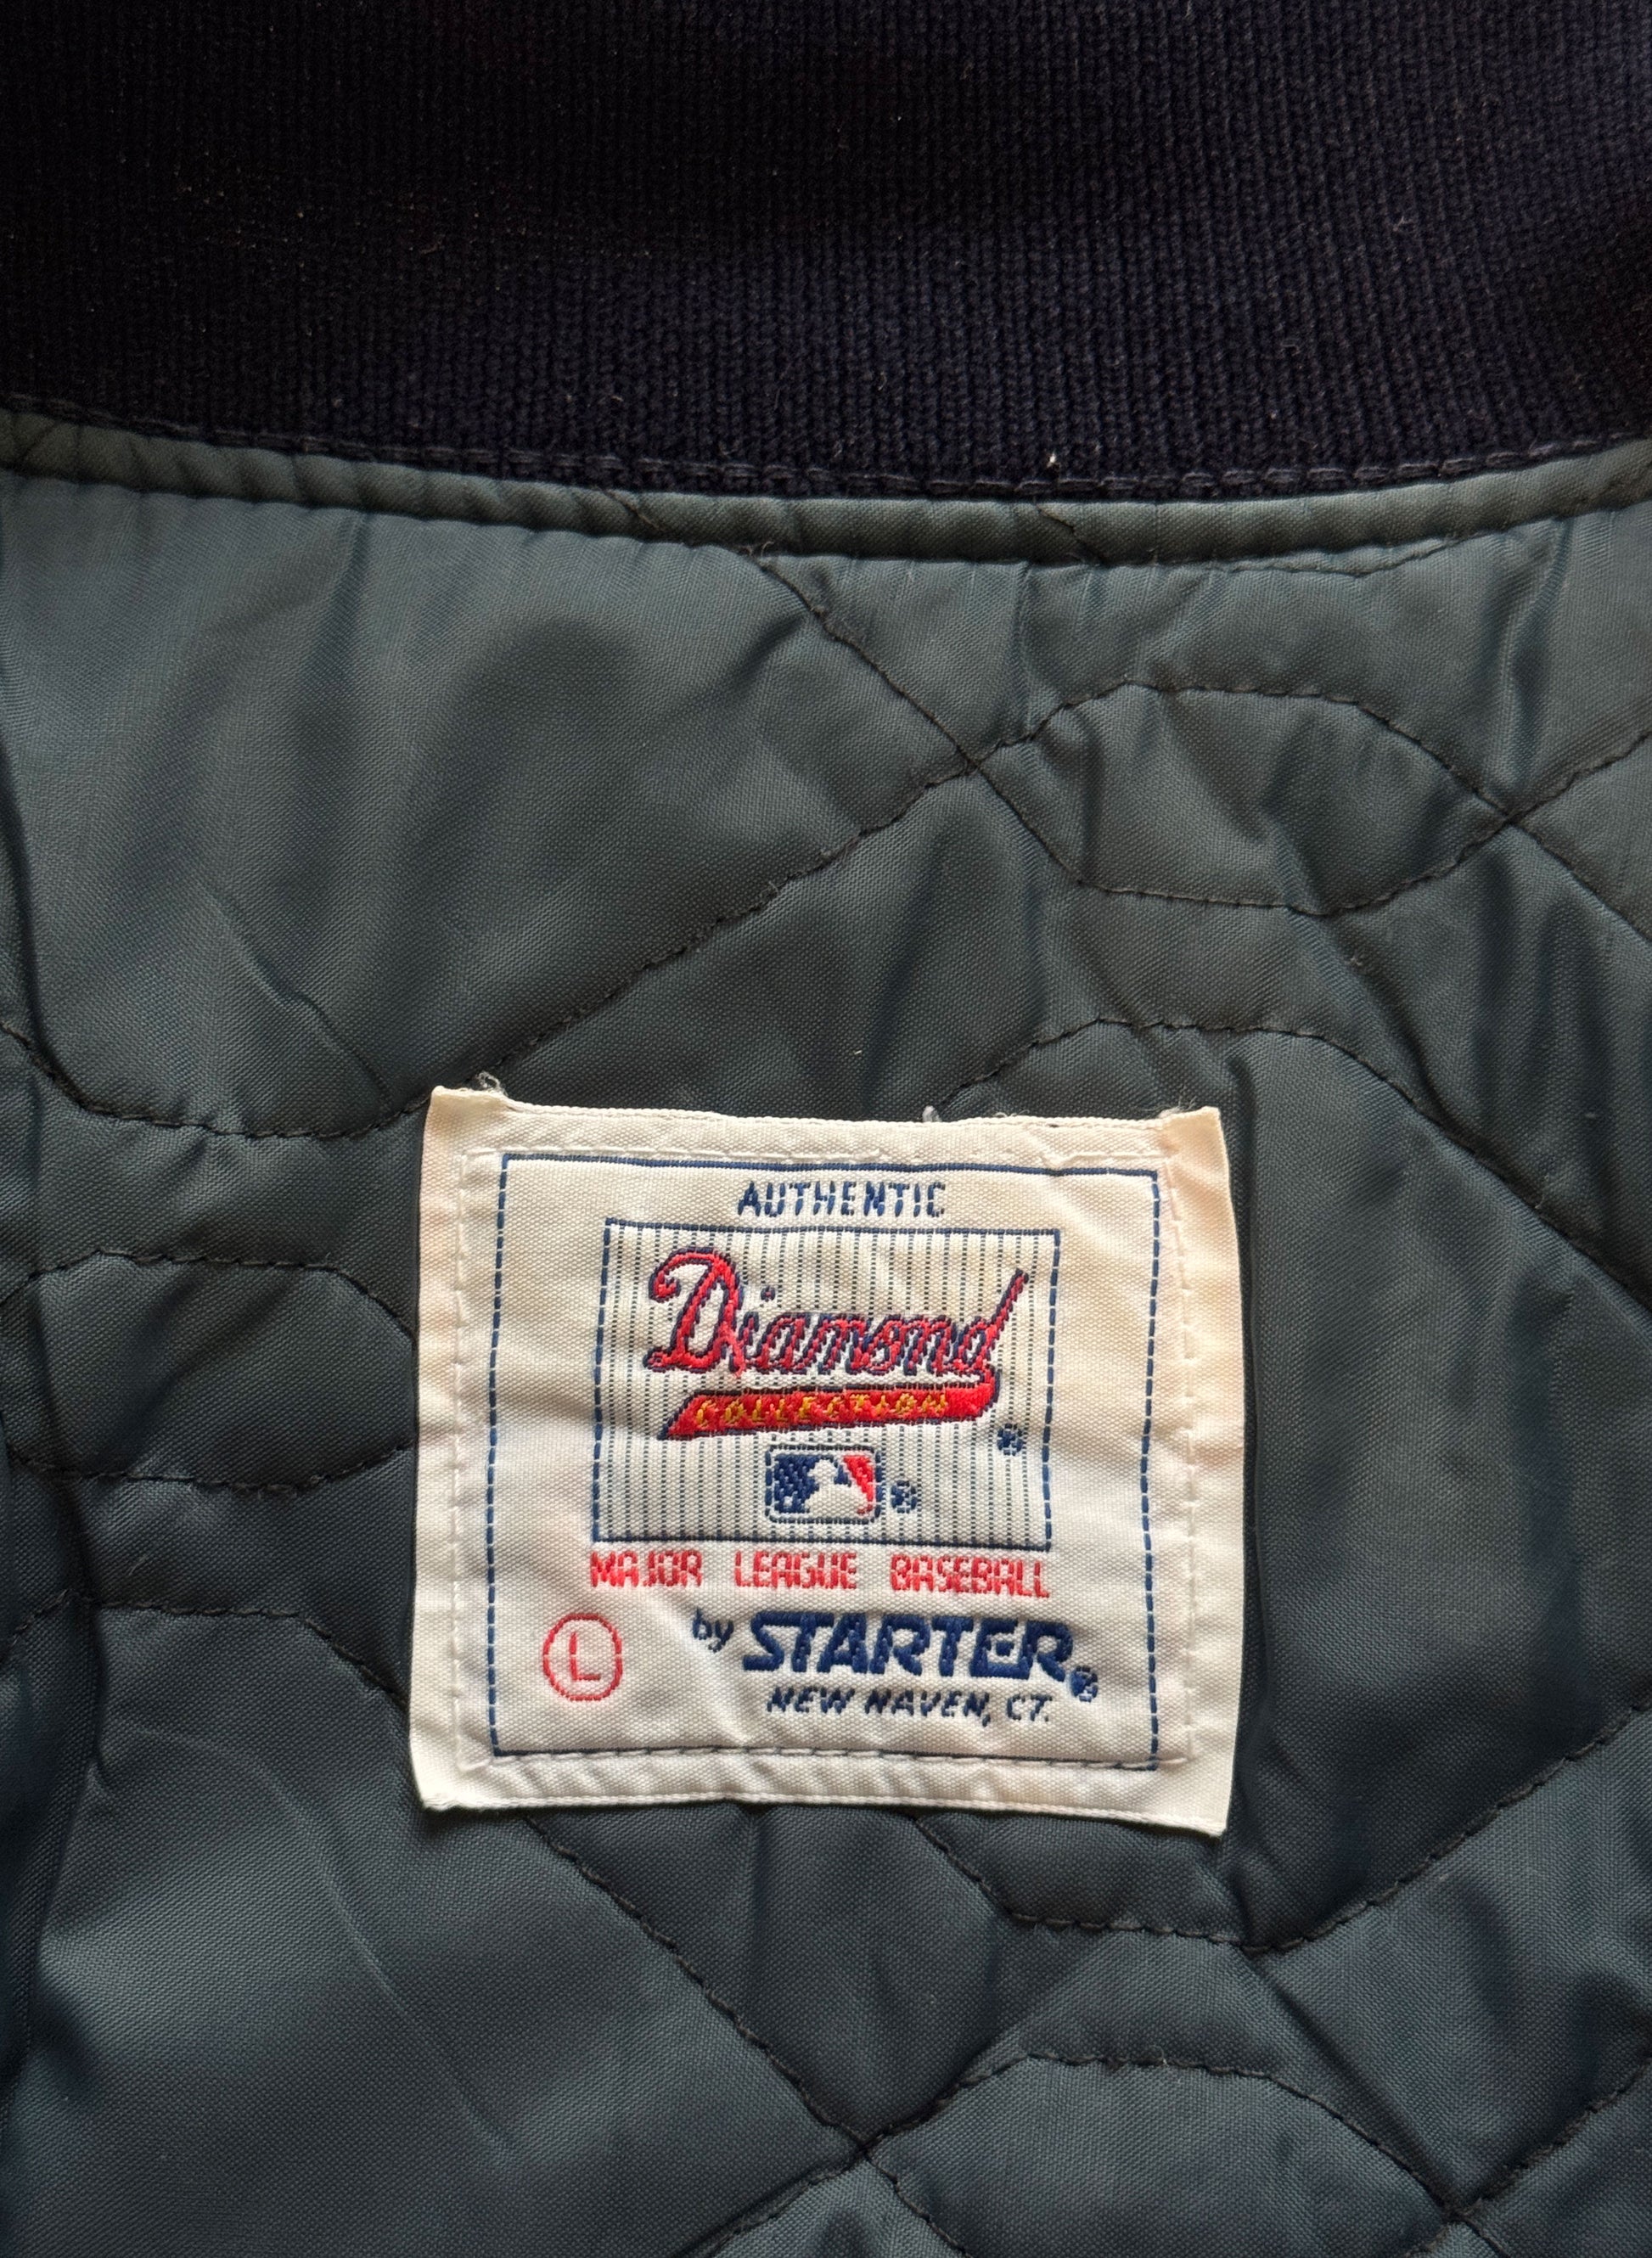 AUTHENTIC
Diamond
COLLECTION
®
®
MAJOR LEAGUE BASEBALL
L
by STARTER®
NEW HAVEN, CT.